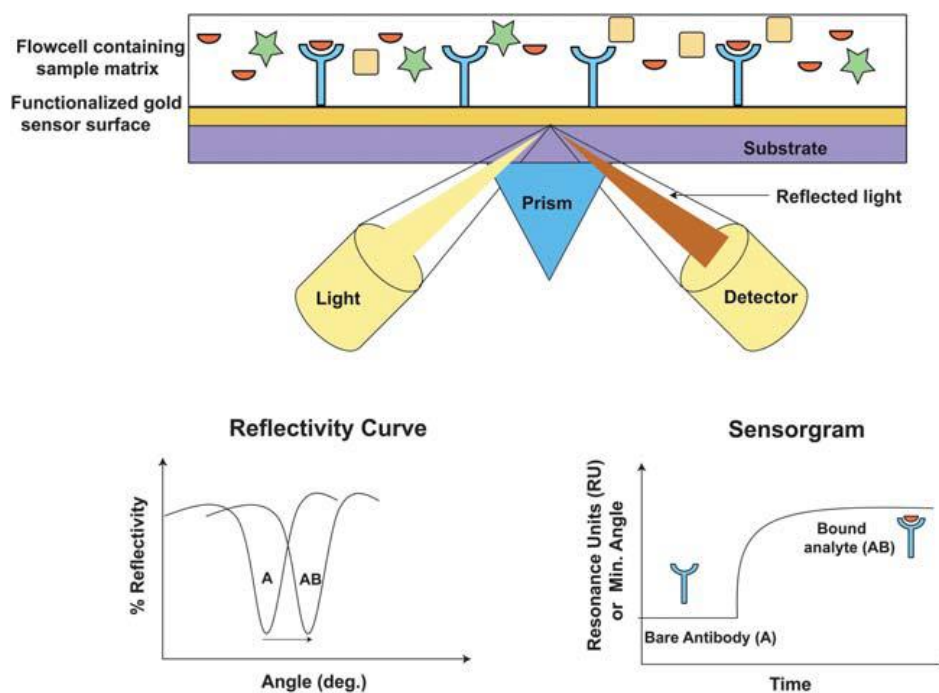 Flowcell containing
sample matrix
Functionalized gold
sensor surface
Substrate
Prism
Reflected light
Light
Detector
Reflectivity Curve
% Reflectivity
A
AB
Angle (deg.)
Sensorgram
Resonance Units (RU)
or Min. Angle
Bound
analyte (AB)
Bare Antibody (A)
Time